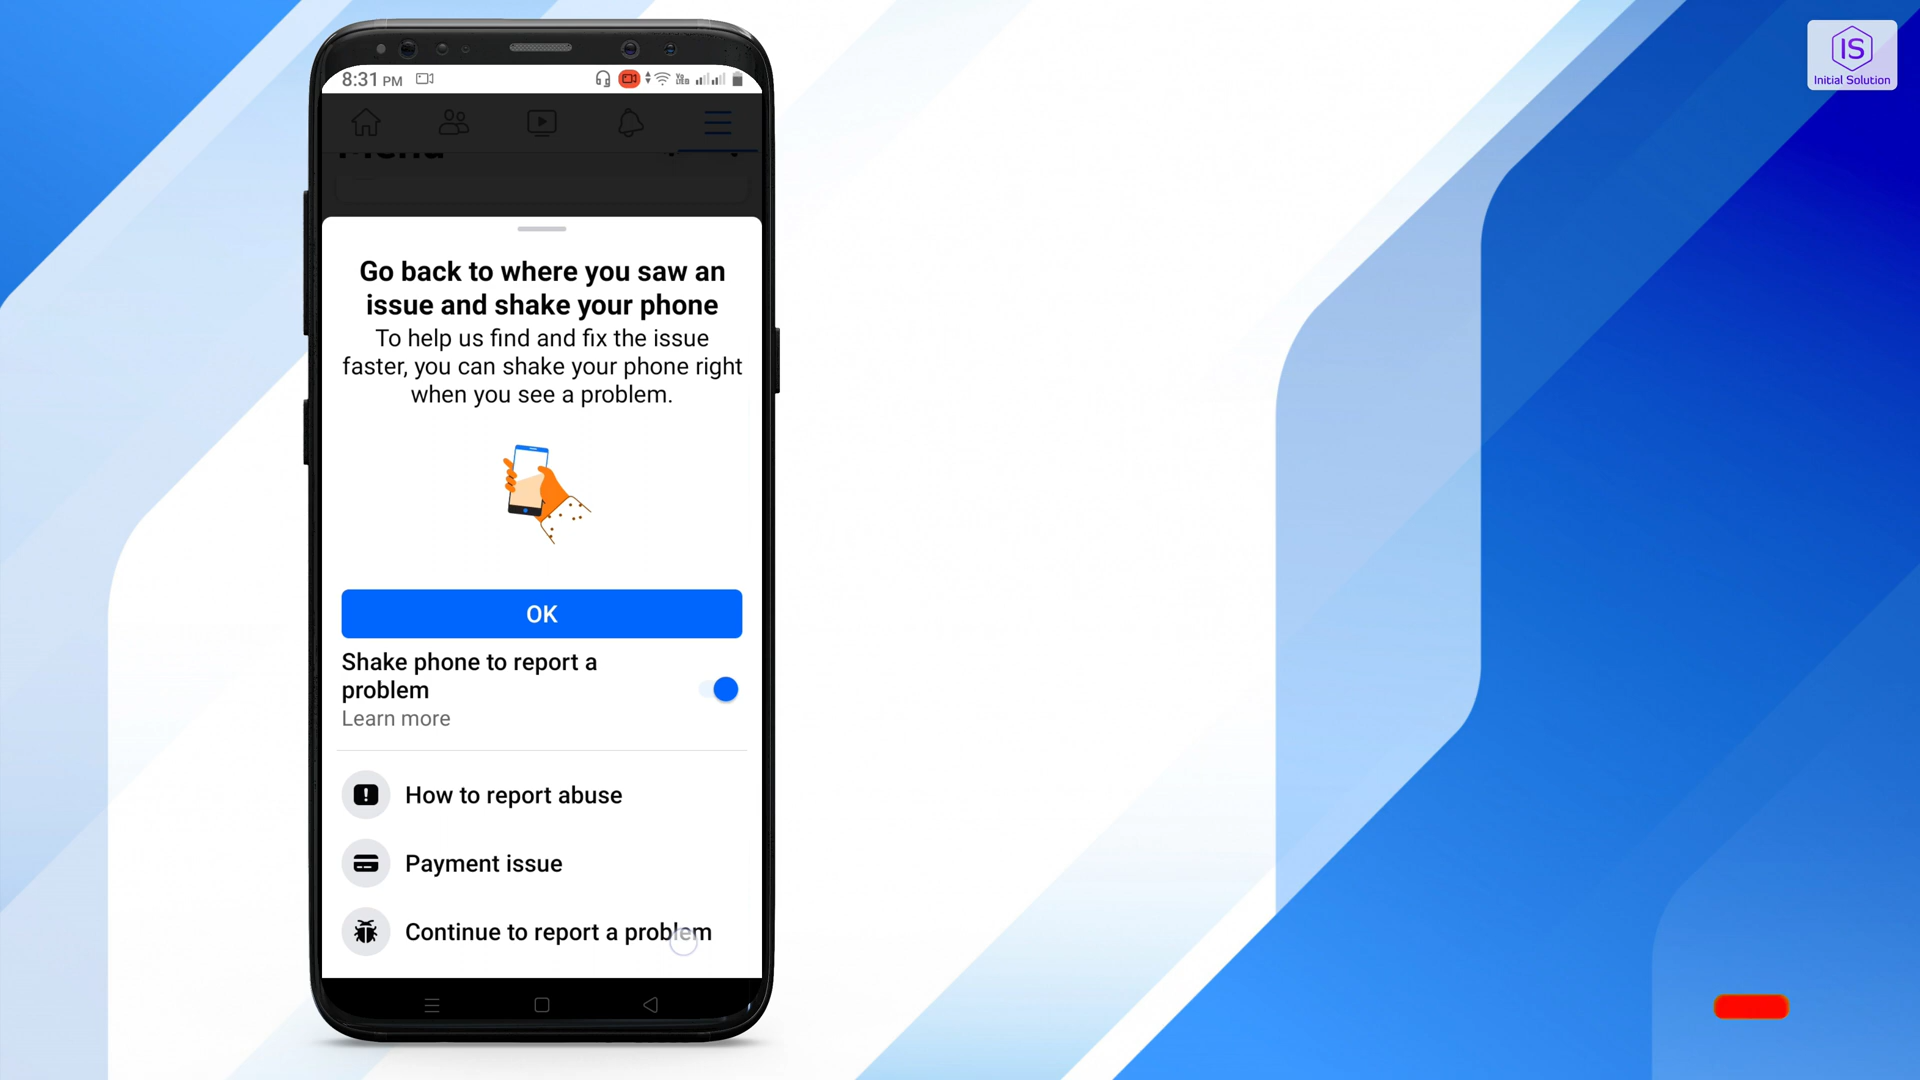 8:31 PM
IS
Initial Solution
Menu
Go back to where you saw an
issue and shake your phone
To help us find and fix the issue
faster, you can shake your phone right
when you see a problem.
OK
Shake phone to report a
problem
Learn more
How to report abuse
Payment issue
Continue to report a problem